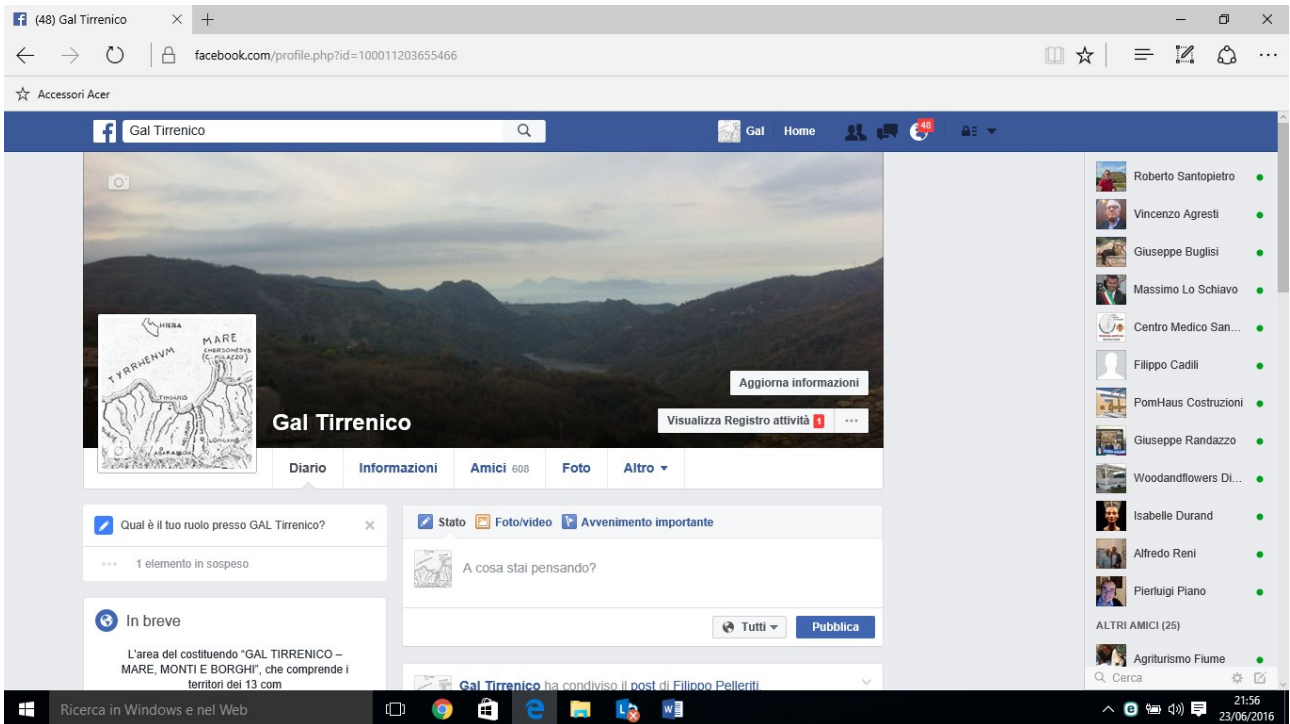 (48) Gal Tirrenico
facebook.com/profile.php?id=100011203655466
Accessori Acer
Gal Tirrenico
Gal
Home
48
HIERA
TYRRHENVM
MARE
CHERSONESVS
(C. MILAZZO)
TINDARIS
LONGANE
Gal Tirrenico
Aggiorna informazioni
Visualizza Registro attività 1
Diario
Informazioni
Amici 608
Foto
Altro
Qual è il tuo ruolo presso GAL Tirrenico?
1 elemento in sospeso
In breve
L'area del costituendo "GAL TIRRENICO –
MARE, MONTI E BORGHI", che comprende i
territori dei 13 com
Stato
Foto/video
Avvenimento importante
A cosa stai pensando?
Tutti
Pubblica
Gal Tirrenico ha condiviso il post di Filippo Pelleriti.
Roberto Santopietro
Vincenzo Agresti
Giuseppe Buglisi
Massimo Lo Schiavo
Centro Medico San...
Filippo Cadili
PomHaus Costruzioni
Giuseppe Randazzo
Woodandflowers Di...
Isabelle Durand
Alfredo Reni
Pierluigi Piano
ALTRI AMICI (25)
Agriturismo Fiume
Cerca
Ricerca in Windows e nel Web
21:56
23/06/2016